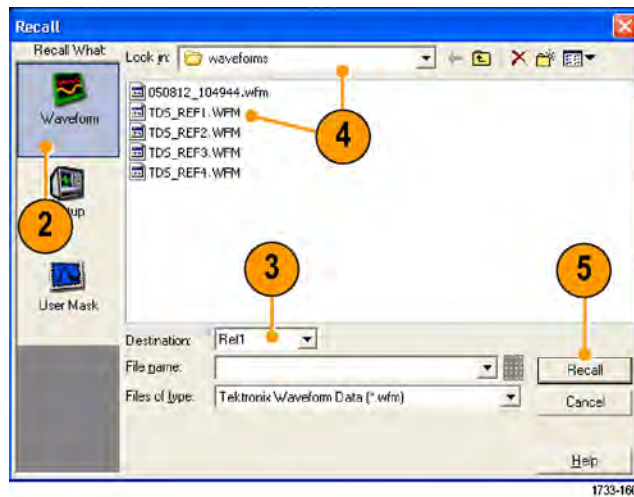 Recall
Recall What
Look in: waveforms
Waveform
050812_104944.wfm
TDS_REF1.WFM
TDS_REF2.WFM
TDS_REF3.WFM
TDS_REF4.WFM
4
2
User Mask
3
5
Destination: Ref1
File name:
Recall
Files of type: Tektronix Waveform Data (*.wfm)
Cancel
Help